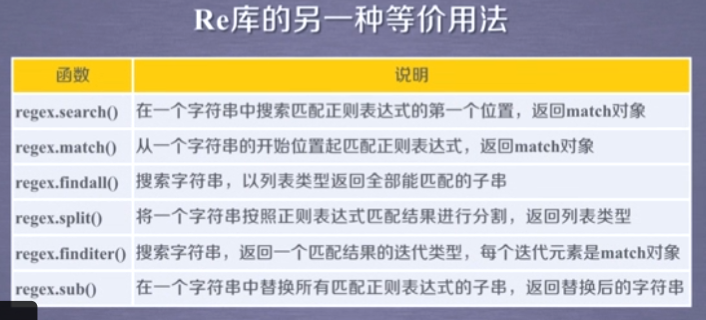 Re库的另一种等价用法
函数 说明
regex.search() 在一个字符串中搜索匹配正则表达式的第一个位置，返回match对象
regex.match() 从一个字符串的开始位置起匹配正则表达式，返回match对象
regex.findall() 搜索字符串，以列表类型返回全部能匹配的子串
regex.split() 将一个字符串按照正则表达式匹配结果进行分割，返回列表类型
regex.finditer() 搜索字符串，返回一个匹配结果的迭代类型，每个迭代元素是match对象
regex.sub() 在一个字符串中替换所有匹配正则表达式的子串，返回替换后的字符串